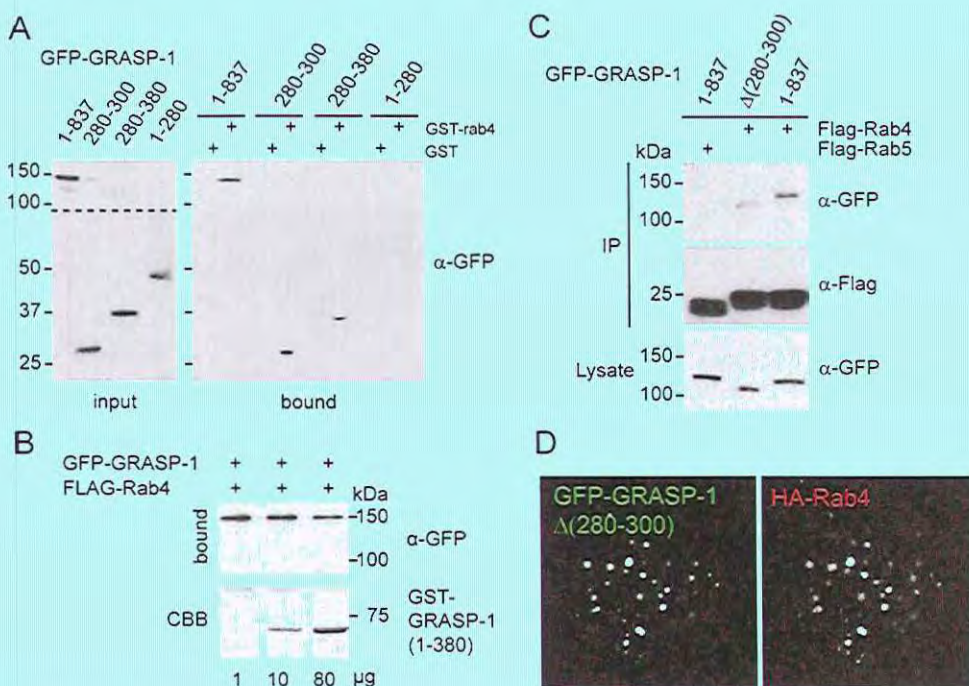 A
GFP-GRASP-1
1-837
280-300
280-380
1-280
1-837
280-300
280-380
1-280
+ + + + GST-rab4
+ + + + GST
150
100
50
37
25
α-GFP
input
bound
B
GFP-GRASP-1 + + +
FLAG-Rab4 + + +
kDa
bound
150
100
α-GFP
CBB
75
GST-
GRASP-1
(1-380)
1 10 80 µg
C
GFP-GRASP-1
1-837
Δ(280-300)
1-837
+ + Flag-Rab4
+ Flag-Rab5
kDa
IP
150
100
α-GFP
25
α-Flag
Lysate
150
100
α-GFP
D
GFP-GRASP-1
Δ(280-300)
HA-Rab4